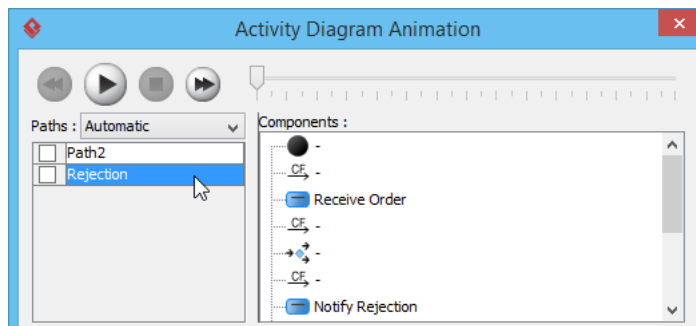 Activity Diagram Animation
Paths : Automatic
Path2
Rejection
Components :
-
CF -
Receive Order
CF -
-
CF -
Notify Rejection